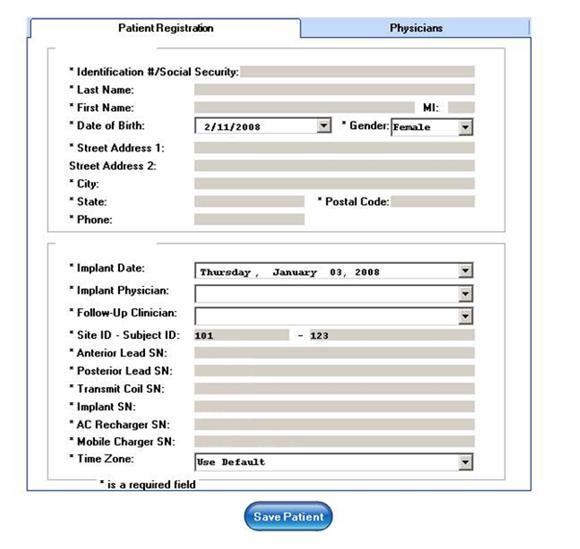 Patient Registration Physicians
* Identification #/Social Security:
* Last Name:
* First Name: MI:
* Date of Birth: 2/11/2008 * Gender: Female
* Street Address 1:
Street Address 2:
* City:
* State: * Postal Code:
* Phone:
* Implant Date: Thursday , January 03, 2008
* Implant Physician:
* Follow-Up Clinician:
* Site ID - Subject ID: 101 - 123
* Anterior Lead SN:
* Posterior Lead SN:
* Transmit Coil SN:
* Implant SN:
* AC Recharger SN:
* Mobile Charger SN:
* Time Zone: Use Default
* is a required field
Save Patient